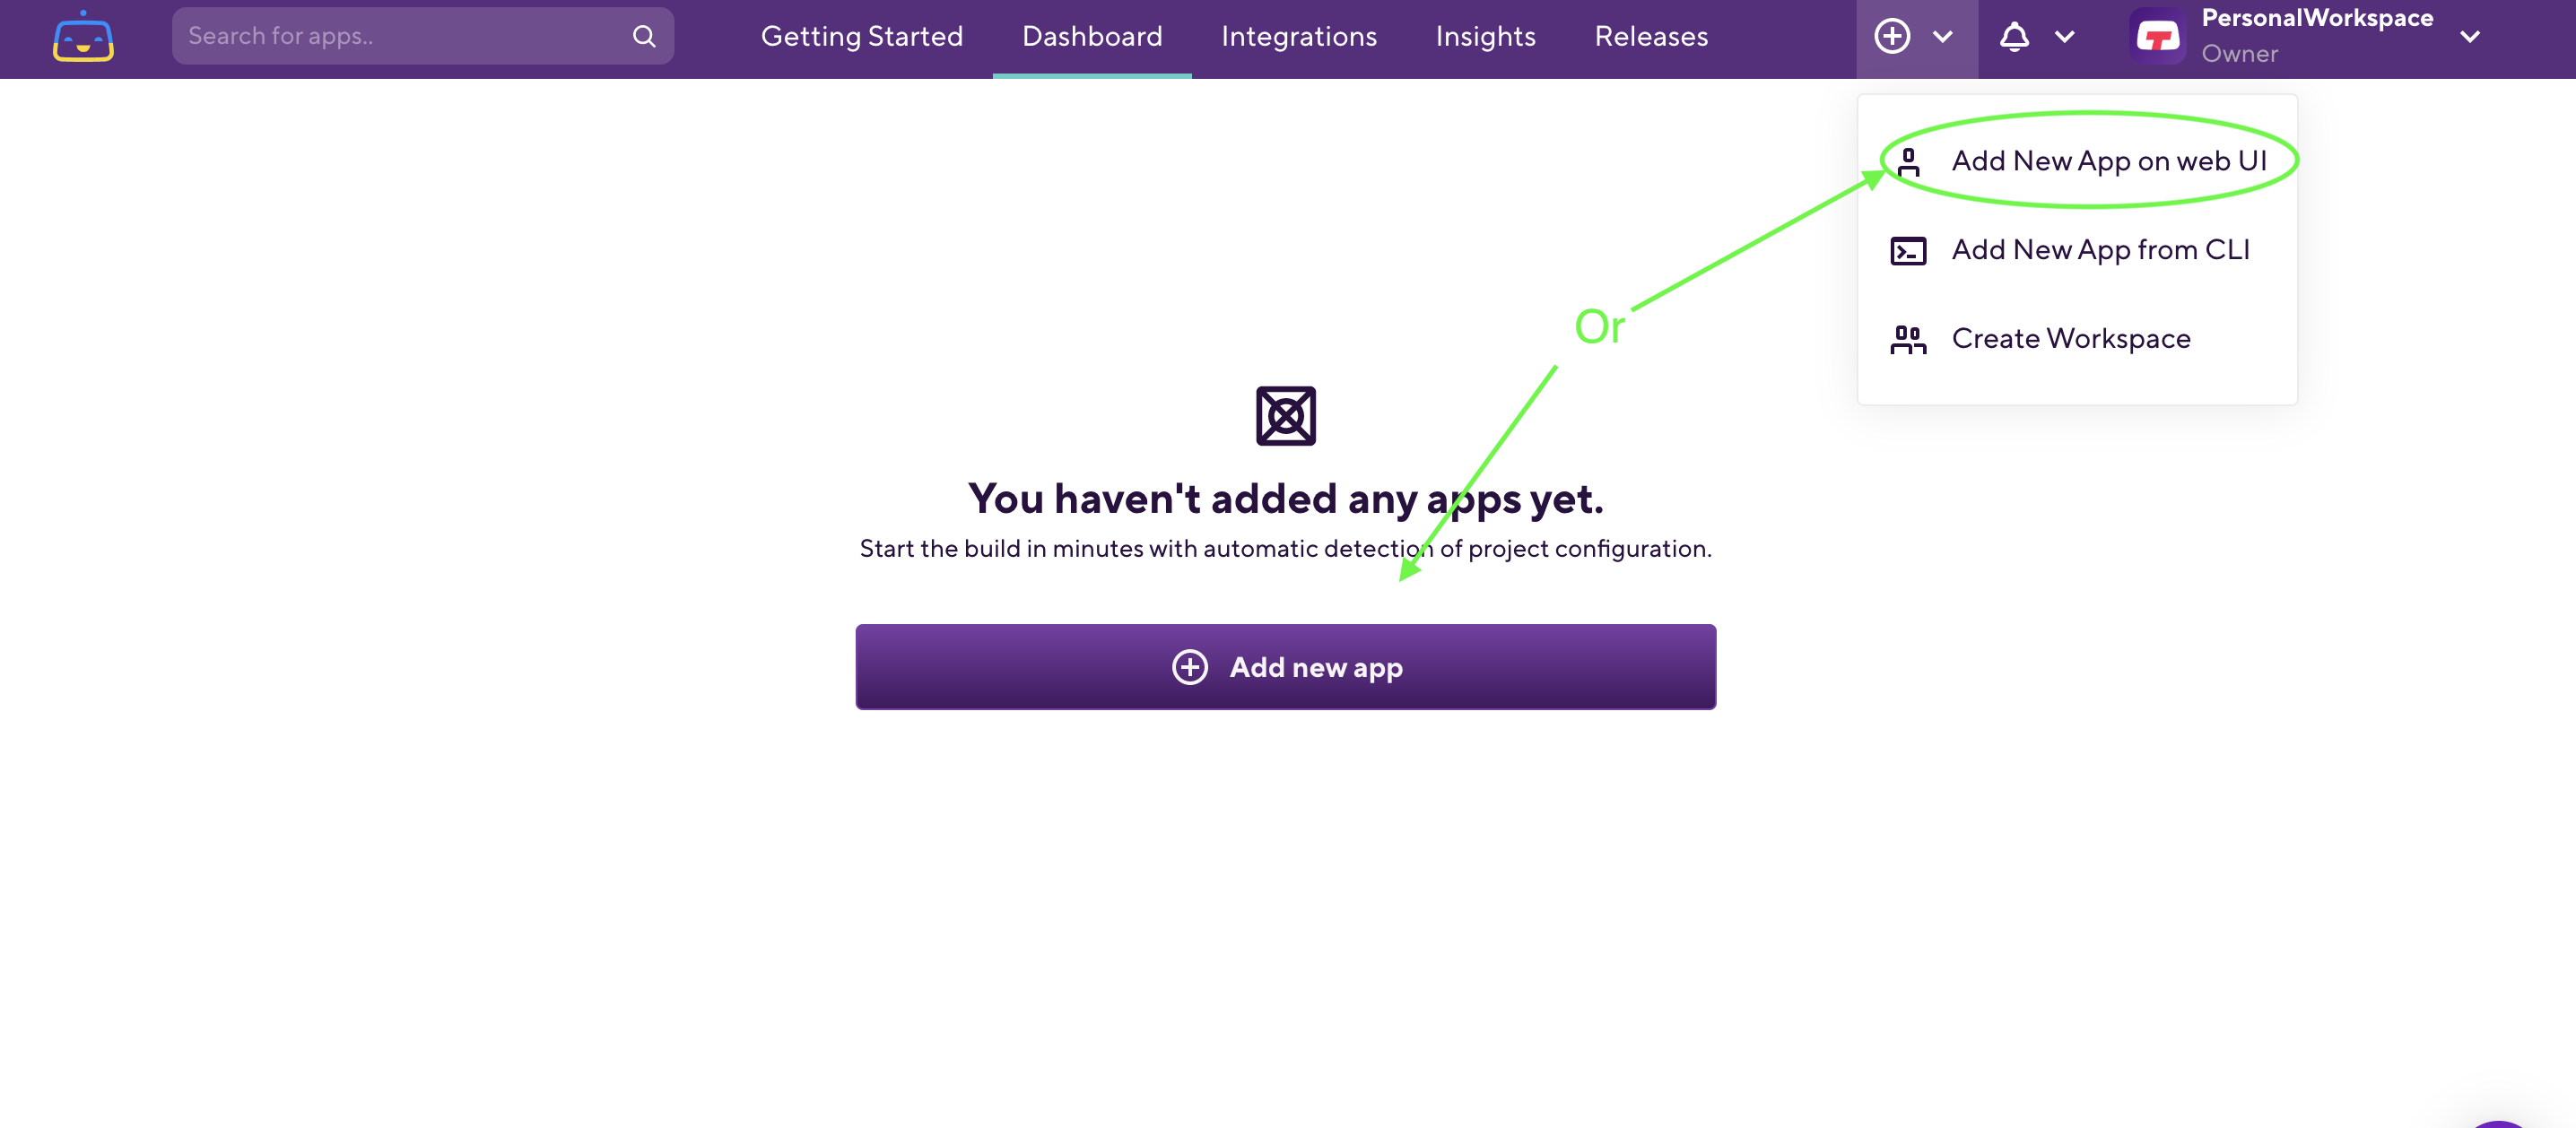 Search for apps..
Getting Started
Dashboard
Integrations
Insights
Releases
PersonalWorkspace
Owner
Add New App on web UI
Add New App from CLI
Create Workspace
Or
You haven't added any apps yet.
Start the build in minutes with automatic detection of project configuration.
Add new app